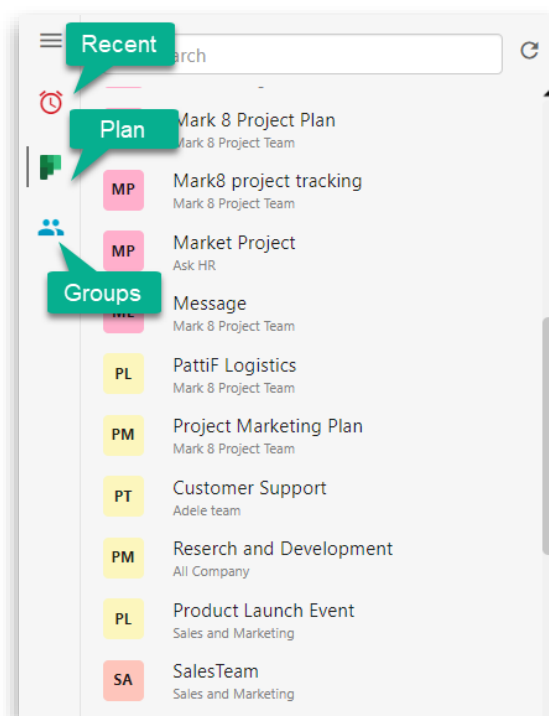 Recent
arch
Plan
Mark 8 Project Plan
Mark 8 Project Team
MP
Mark8 project tracking
Mark 8 Project Team
MP
Market Project
Ask HR
Groups
Message
Mark 8 Project Team
PL
PattiF Logistics
Mark 8 Project Team
PM
Project Marketing Plan
Mark 8 Project Team
PT
Customer Support
Adele team
PM
Reserch and Development
All Company
PL
Product Launch Event
Sales and Marketing
SA
SalesTeam
Sales and Marketing